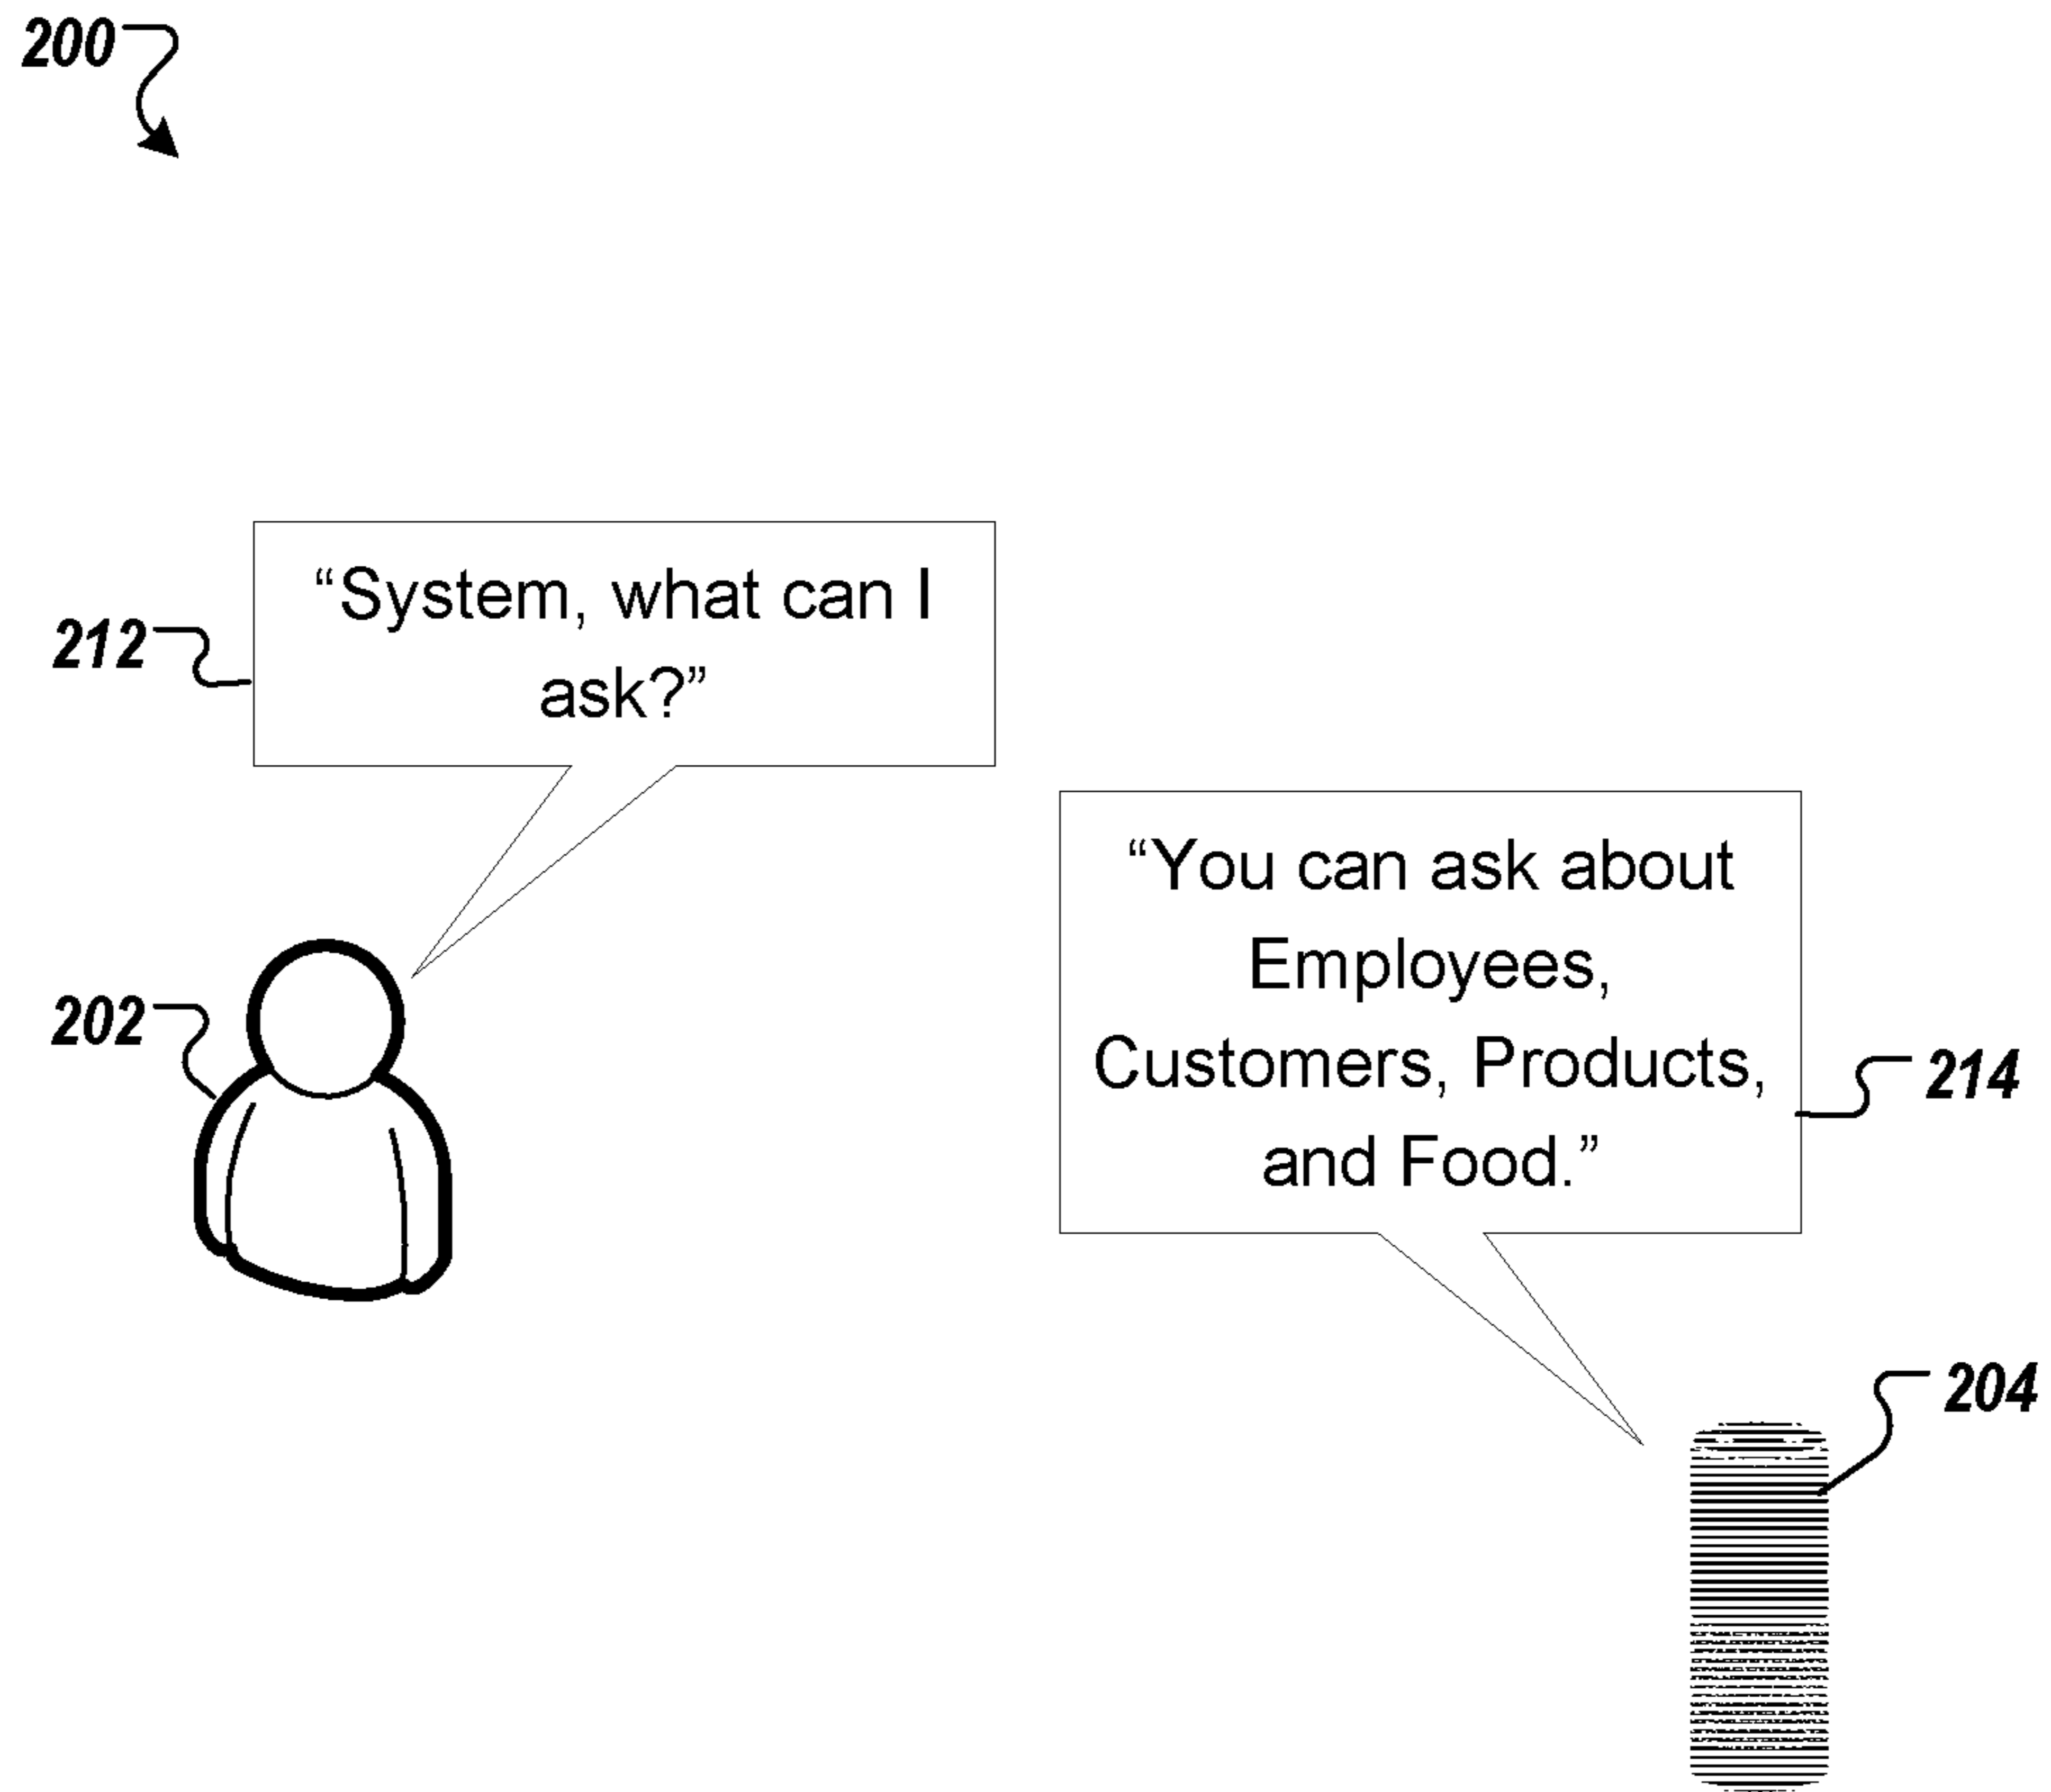 200
“System, what can I
ask?”
212
“You can ask about
Employees,
Customers, Products,
and Food.”
202
214
204